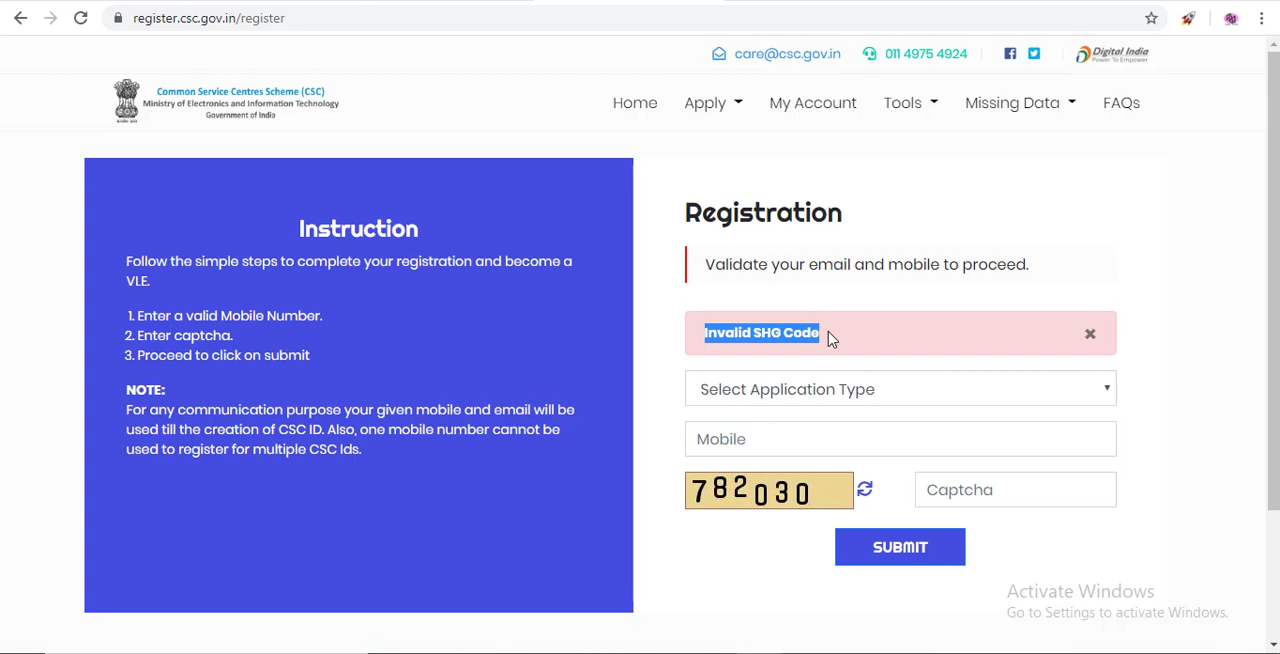 register.csc.gov.in/register
care@csc.gov.in 011 4975 4924 Digital India
Power To Empower
Common Service Centres Scheme (CSC)
Ministry of Electronics and Information Technology
Government of India
Home Apply My Account Tools Missing Data FAQs
Instruction
Follow the simple steps to complete your registration and become a
VLE.
1. Enter a valid Mobile Number.
2. Enter captcha.
3. Proceed to click on submit
NOTE:
For any communication purpose your given mobile and email will be
used till the creation of CSC ID. Also, one mobile number cannot be
used to register for multiple CSC Ids.
Registration
Validate your email and mobile to proceed.
Invalid SHG Code ×
Select Application Type
Mobile
782030 Captcha
SUBMIT
Activate Windows
Go to Settings to activate Windows.